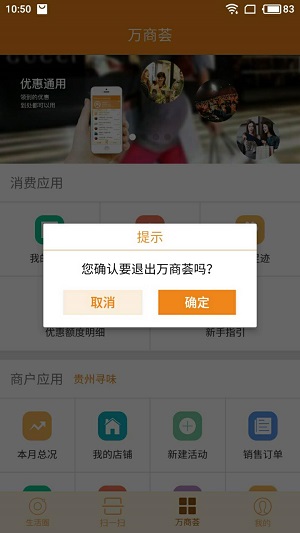 10:50
83
万商荟
优惠通用
领到的优惠
到处都可以用
GUCCI
消费应用
提示
您确认要退出万商荟吗？
取消
确定
优惠额度明细
新手指引
商户应用
贵州寻味
本月总况
我的店铺
新建活动
销售订单
生活圈
扫一扫
万商荟
我的